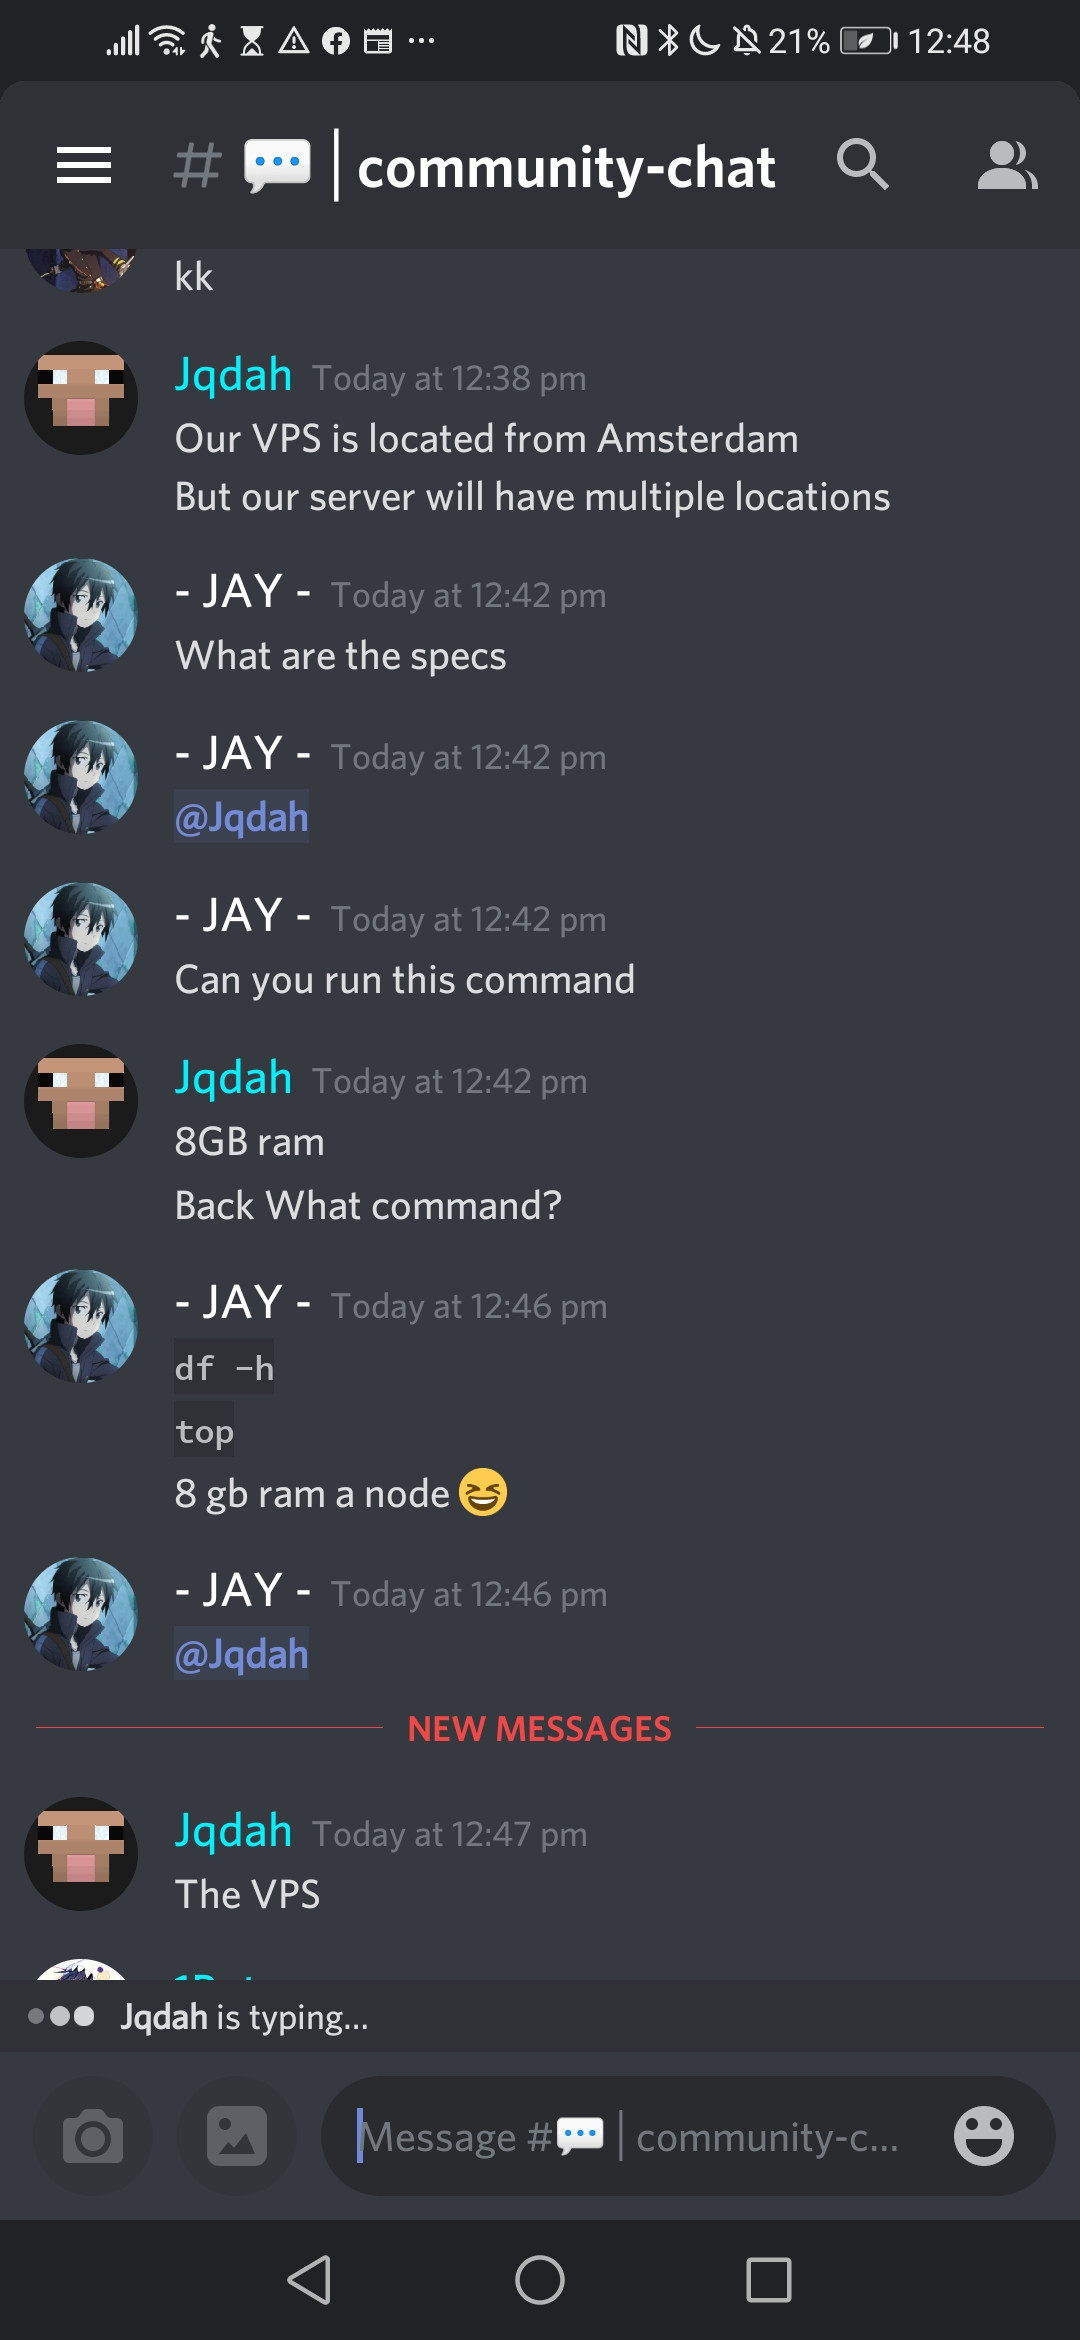 21% 12:48
# 💬 | community-chat
kk
Jqdah Today at 12:38 pm
Our VPS is located from Amsterdam
But our server will have multiple locations
- JAY - Today at 12:42 pm
What are the specs
- JAY - Today at 12:42 pm
@Jqdah
- JAY - Today at 12:42 pm
Can you run this command
Jqdah Today at 12:42 pm
8GB ram
Back What command?
- JAY - Today at 12:46 pm
df -h
top
8 gb ram a node 😆
- JAY - Today at 12:46 pm
@Jqdah
NEW MESSAGES
Jqdah Today at 12:47 pm
The VPS
Jqdah is typing...
Message #💬 | community-c...